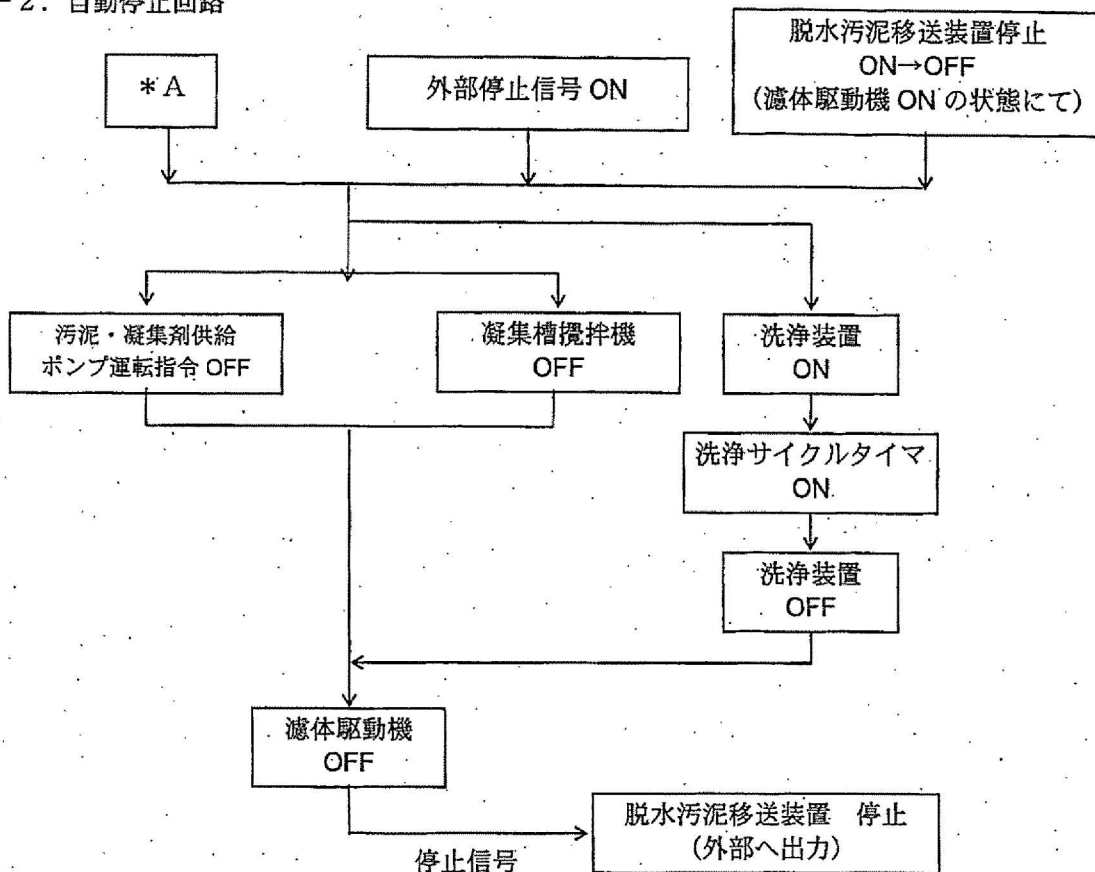 -2. 自動停止回路
*A
外部停止信号 ON
脱水汚泥移送装置停止
ON→OFF
(濾体駆動機 ON の状態にて)
汚泥・凝集剤供給
ポンプ運転指令 OFF
凝集槽攪拌機
OFF
洗浄装置
ON
洗浄サイクルタイマ
ON
洗浄装置
OFF
濾体駆動機
OFF
停止信号
脱水汚泥移送装置 停止
(外部へ出力)